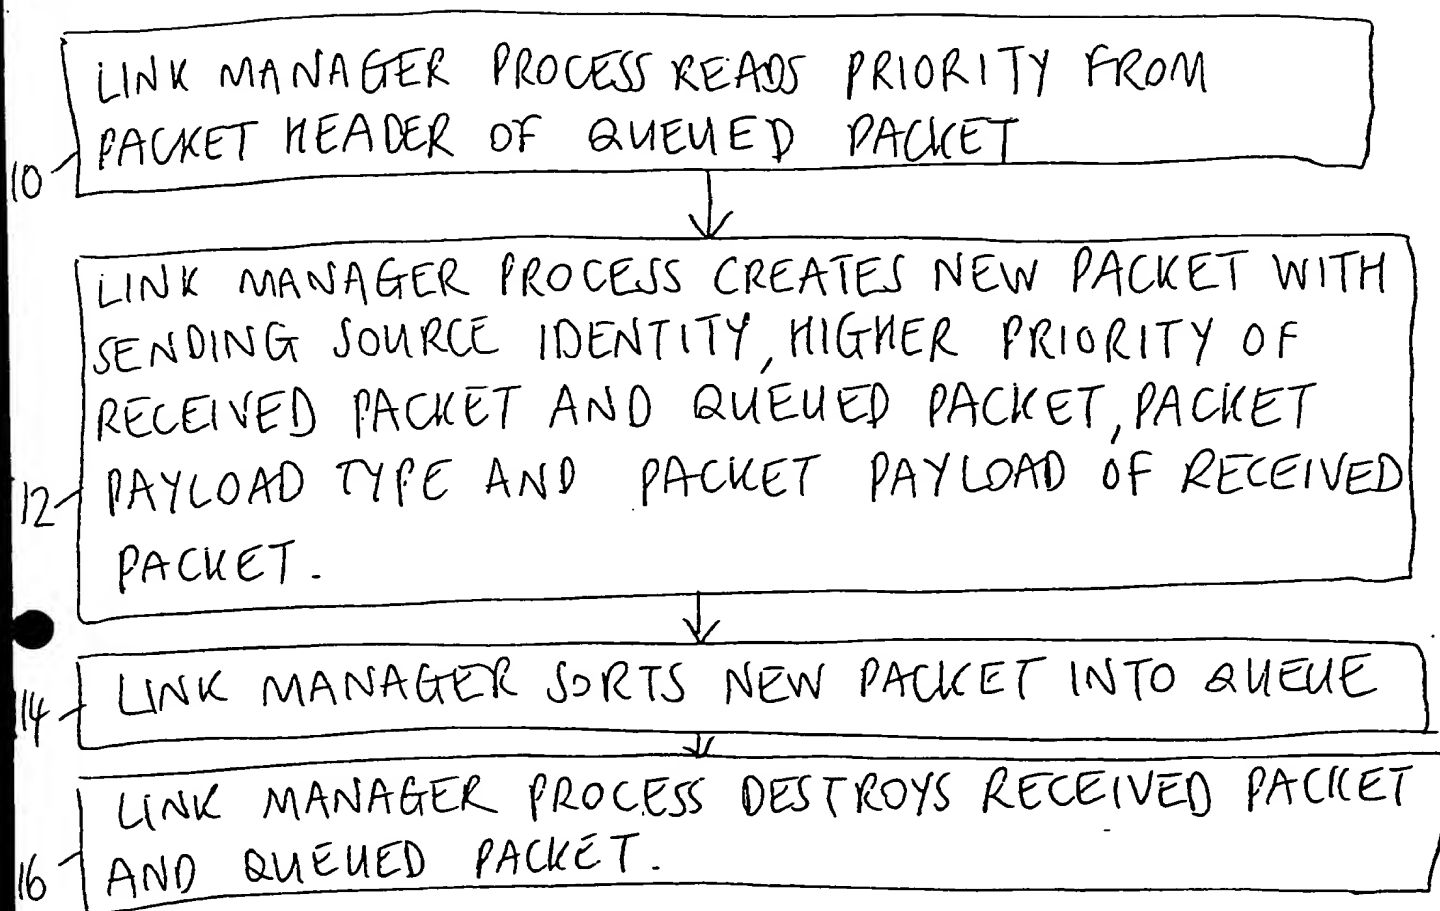 LINK MANAGER PROCESS READS PRIORITY FROM
PACKET HEADER OF QUEUED PACKET
10
LINK MANAGER PROCESS CREATES NEW PACKET WITH
SENDING SOURCE IDENTITY, HIGHER PRIORITY OF
RECEIVED PACKET AND QUEUED PACKET, PACKET
PAYLOAD TYPE AND PACKET PAYLOAD OF RECEIVED
12
PACKET.
LINK MANAGER SORTS NEW PACKET INTO QUEUE
14
LINK MANAGER PROCESS DESTROYS RECEIVED PACKET
AND QUEUED PACKET.
16